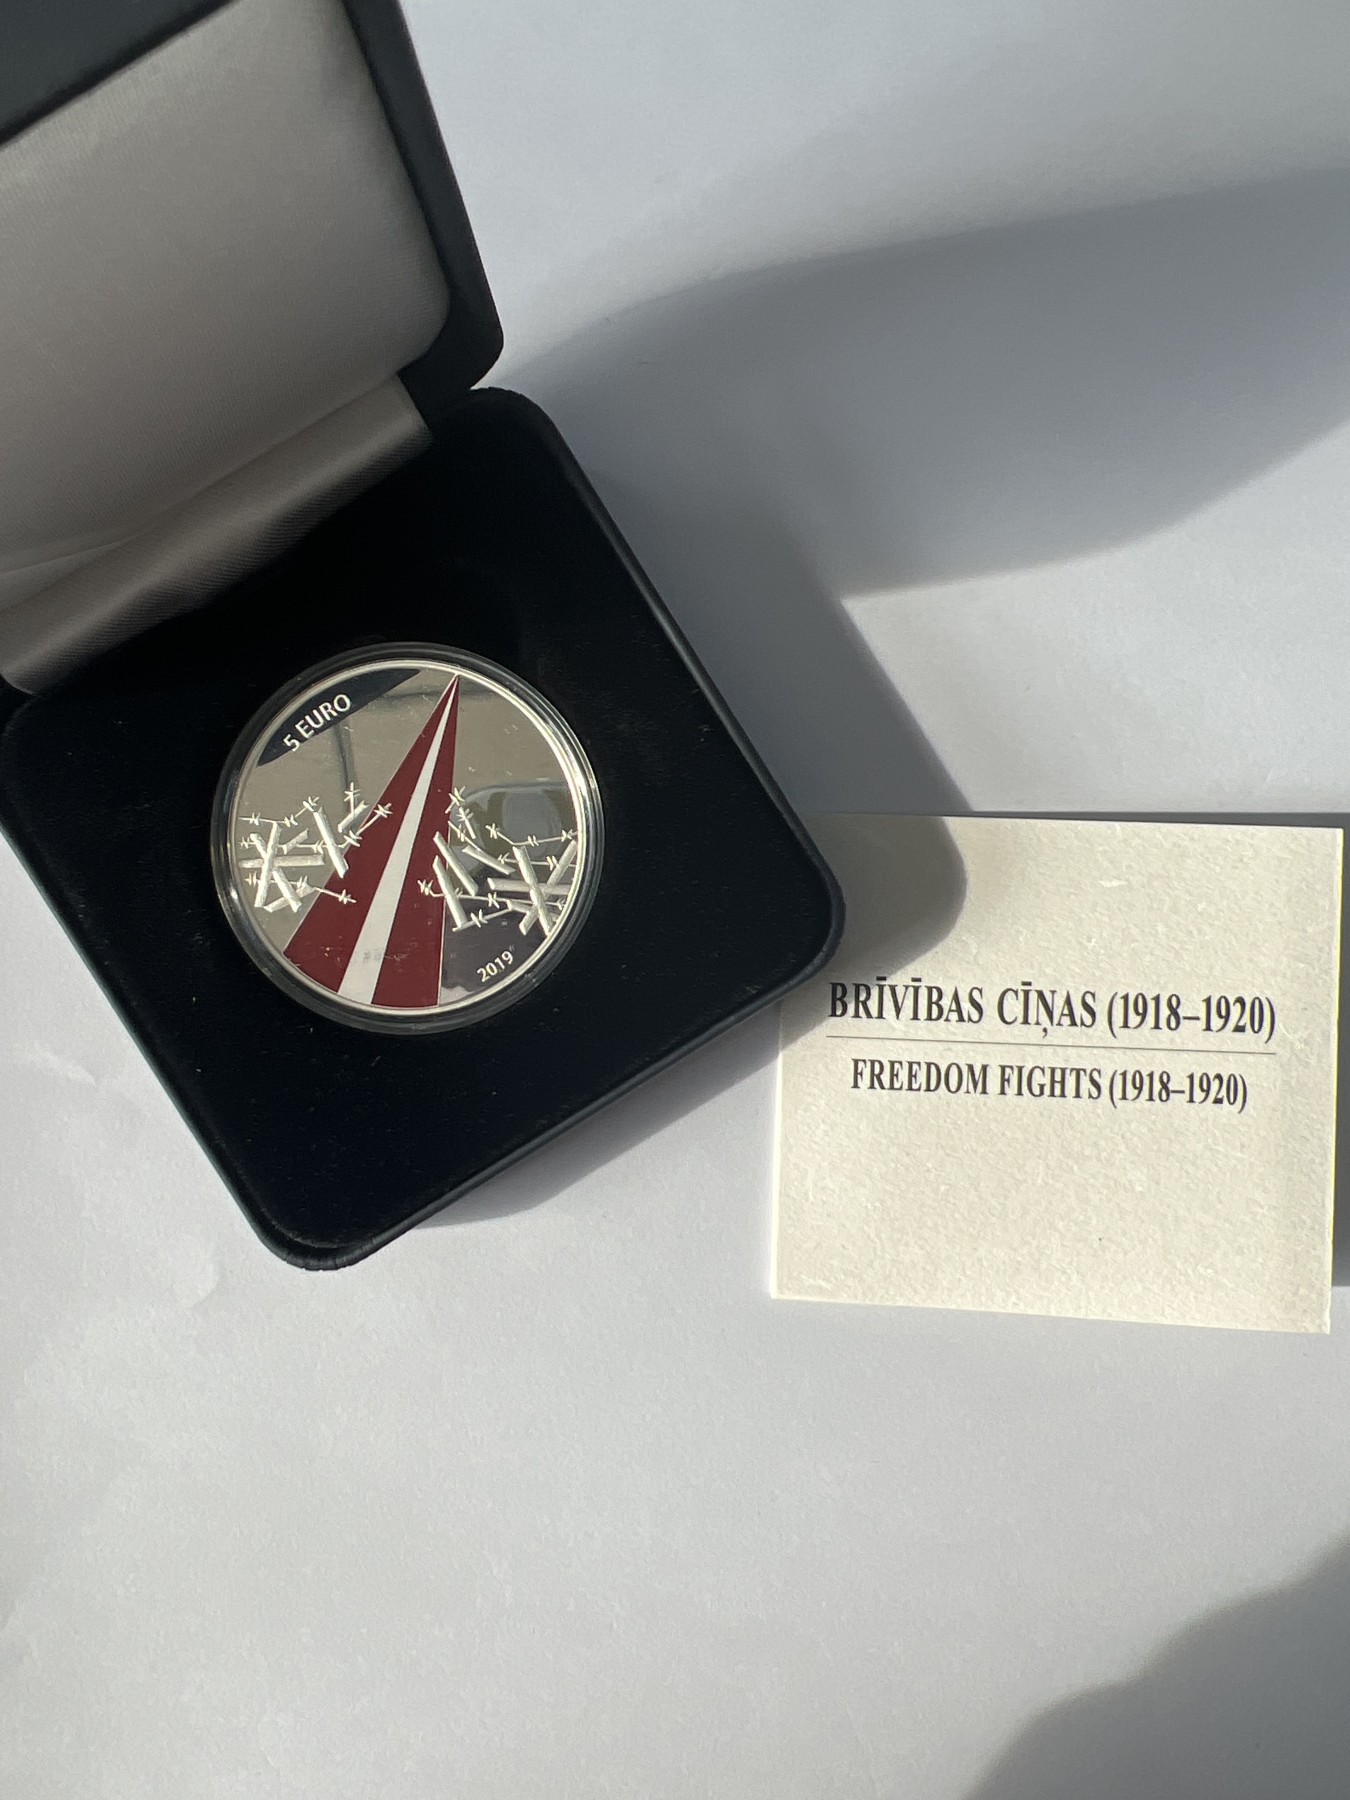 5 EURO
2019
BRĪVĪBAS CĪŅAS (1918–1920)
FREEDOM FIGHTS (1918–1920)